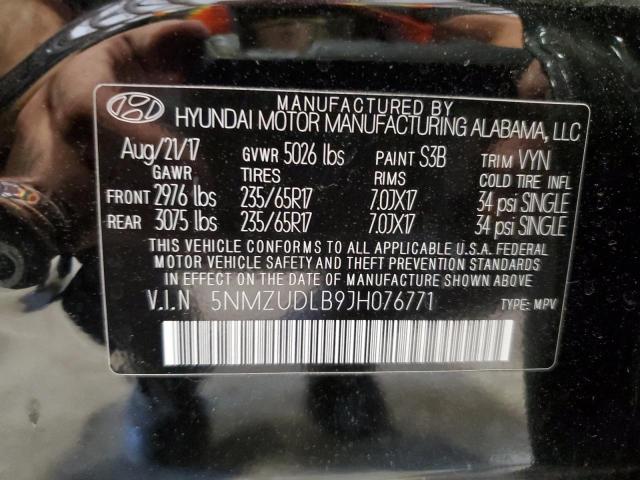 MANUFACTURED BY
HYUNDAI MOTOR MANUFACTURING ALABAMA, LLC
Aug/21/17 GVWR 5026 lbs PAINT S3B TRIM VYN
GAWR TIRES RIMS COLD TIRE INFL
FRONT 2976 lbs 235/65R17 7.0JX17 34 psi SINGLE
REAR 3075 lbs 235/65R17 7.0JX17 34 psi SINGLE
THIS VEHICLE CONFORMS TO ALL APPLICABLE U.S.A. FEDERAL
MOTOR VEHICLE SAFETY AND THEFT PREVENTION STANDARDS
IN EFFECT ON THE DATE OF MANUFACTURE SHOWN ABOVE.
V.I.N 5NMZUDLB9JH076771 TYPE: MPV